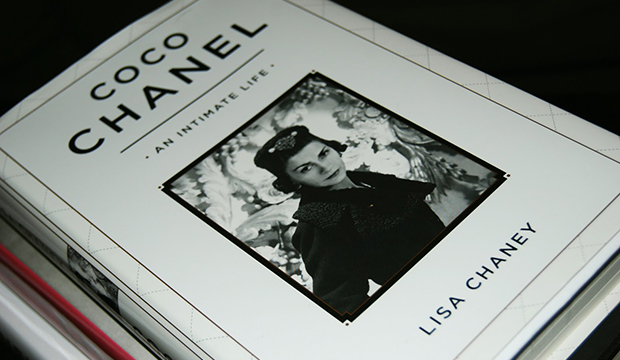 COCO
CHANEL
· AN INTIMATE LIFE ·
LISA CHANEY